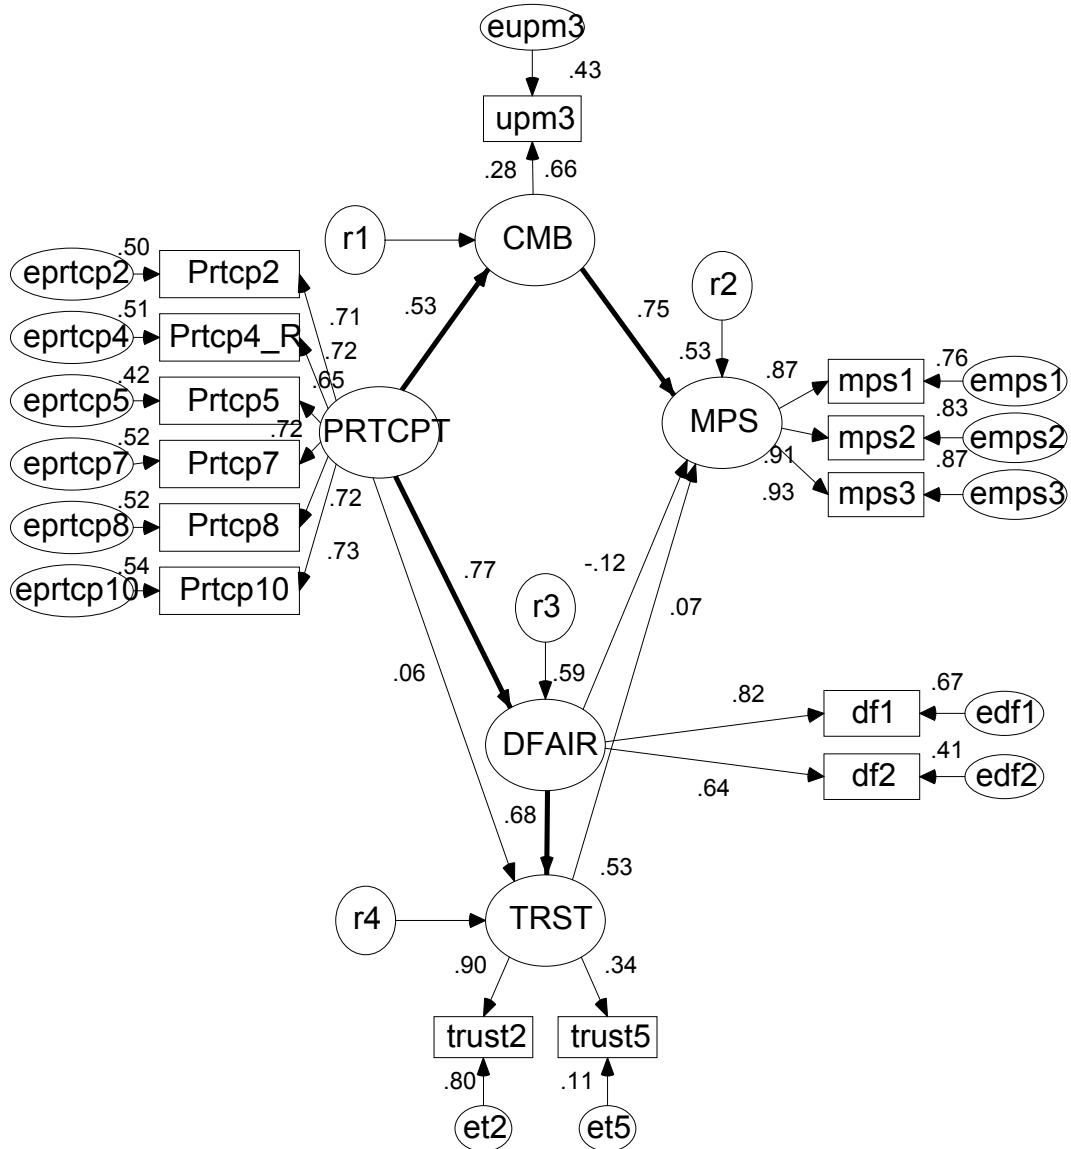 eupm3
.43
upm3
.28 .66
r1
CMB
.50
eprtcp2 Prtcp2
r2
.51
eprtcp4 Prtcp4_R
.53
.71
.75
.72
.53
.42
eprtcp5 Prtcp5
.65
.87
mps1
.76
emps1
PRTCPT
MPS
.72
.52
eprtcp7 Prtcp7
mps2
.83
emps2
.91
.52
eprtcp8 Prtcp8
.72
.93
mps3
.87
emps3
.54
eprtcp10 Prtcp10
.73
.77
-.12
r3
.07
.06
.59
.82
df1
.67
edf1
DFAIR
.64
df2
.41
edf2
.68
.53
r4
TRST
.90
.34
trust2 trust5
.80 .11
et2 et5